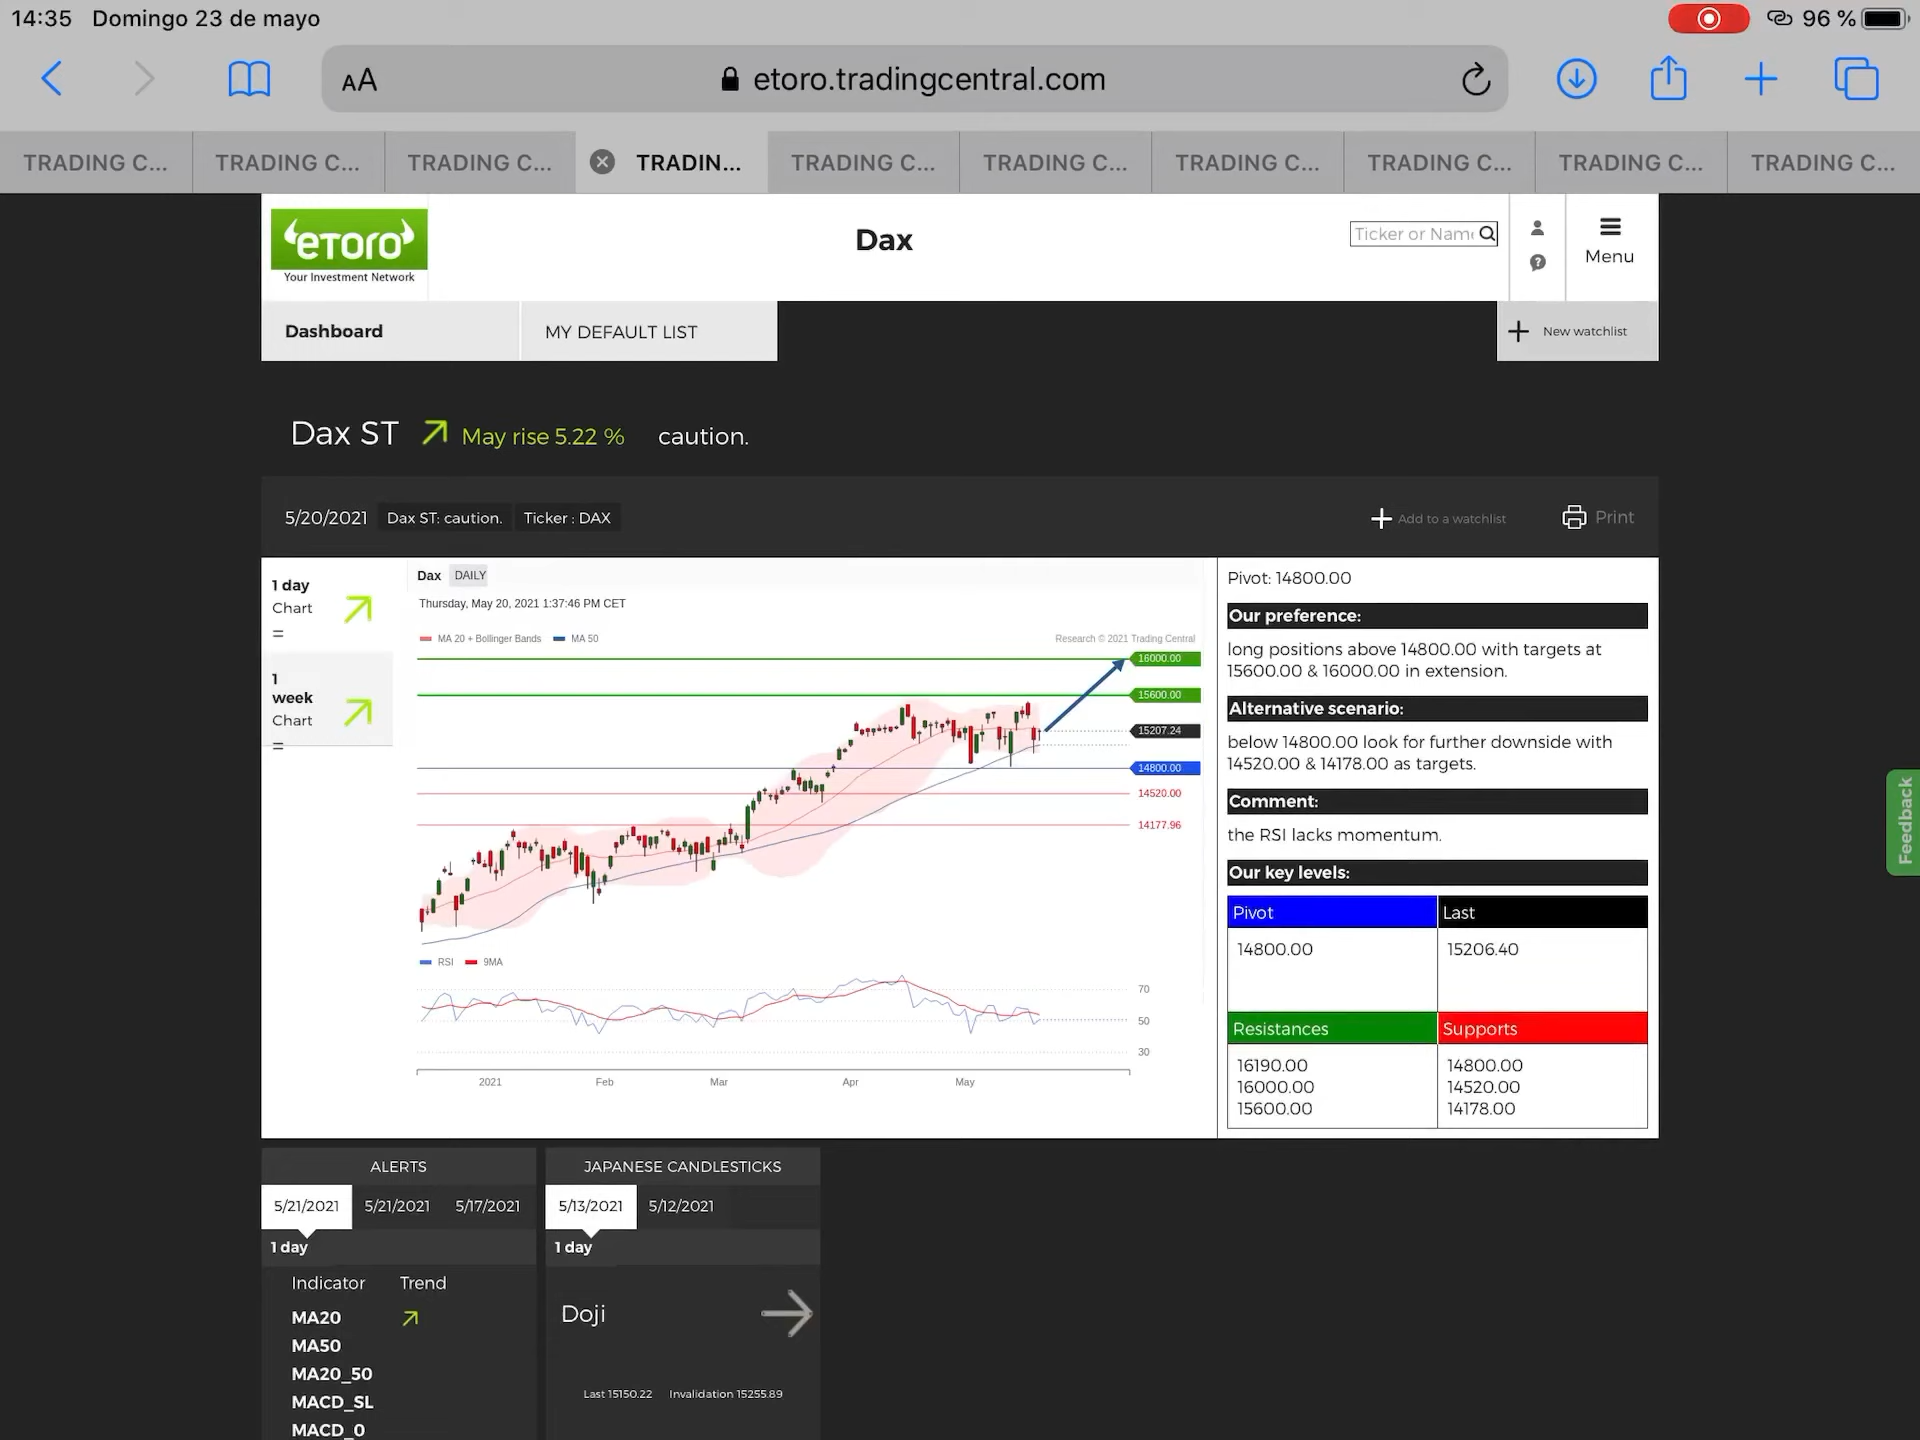 14:35 Domingo 23 de mayo 96 %
AA etoro.tradingcentral.com
TRADING C... TRADING C... TRADING C... TRADIN... TRADING C... TRADING C... TRADING C... TRADING C... TRADING C... TRADING C...
eTORO
Your Investment Network
Dax
Ticker or Name
Menu
Dashboard MY DEFAULT LIST New watchlist
Dax ST May rise 5.22 % caution.
5/20/2021 Dax ST: caution. Ticker : DAX Add to a watchlist Print
1 day
Chart
=
1
week
Chart
=
Dax DAILY
Thursday, May 20, 2021 1:37:46 PM CET
MA 20 + Bollinger Bands MA 50 Research © 2021 Trading Central
16000.00
15600.00
15207.24
14800.00
14520.00
14177.96
RSI 9MA
70
50
30
2021 Feb Mar Apr May
Pivot: 14800.00
Our preference:
long positions above 14800.00 with targets at
15600.00 & 16000.00 in extension.
Alternative scenario:
below 14800.00 look for further downside with
14520.00 & 14178.00 as targets.
Comment:
the RSI lacks momentum.
Our key levels:
Pivot Last
14800.00 15206.40
Resistances Supports
16190.00 14800.00
16000.00 14520.00
15600.00 14178.00
Feedback
ALERTS
5/21/2021 5/21/2021 5/17/2021
1 day
Indicator Trend
MA20
MA50
MA20_50
MACD_SL
MACD_0
JAPANESE CANDLESTICKS
5/13/2021 5/12/2021
1 day
Doji
Last 15150.22 Invalidation 15255.89